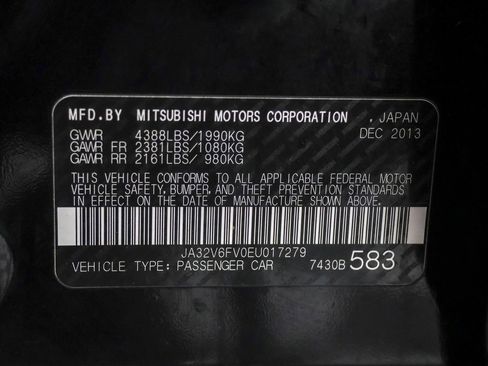 MFD.BY MITSUBISHI MOTORS CORPORATION , JAPAN
GVWR 4388LBS/1990KG DEC 2013
GAWR FR 2381LBS/1080KG
GAWR RR 2161LBS/ 980KG
THIS VEHICLE CONFORMS TO ALL APPLICABLE FEDERAL MOTOR
VEHICLE SAFETY, BUMPER, AND THEFT PREVENTION STANDARDS
IN EFFECT ON THE DATE OF MANUFACTURE SHOWN ABOVE.
JA32V6FV0EU017279
VEHICLE TYPE: PASSENGER CAR 7430B 583